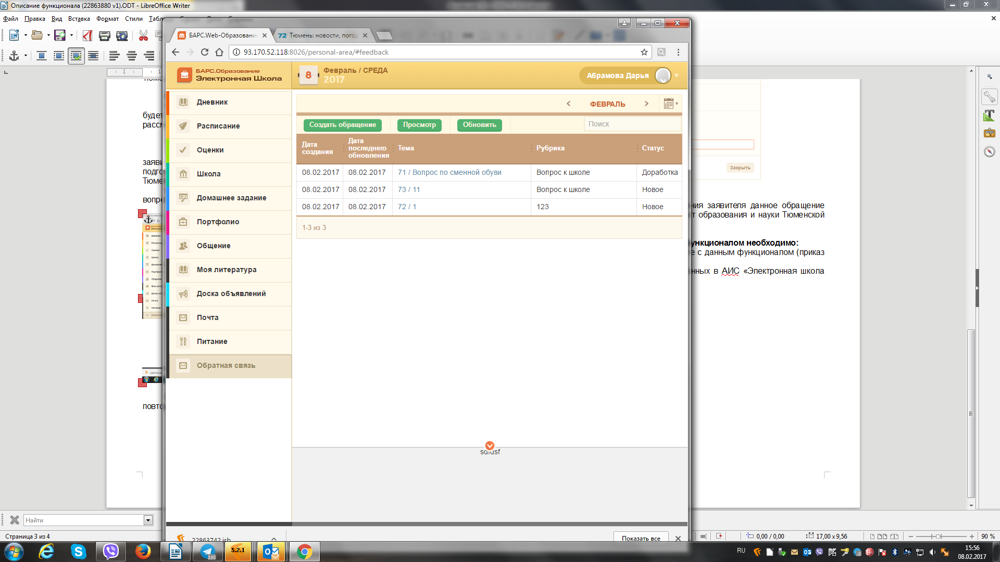 Описание функционала (22863880 v1).ODT - LibreOffice Writer
Файл Правка Вид Вставка Формат Стили
БАРС.Web-Образовани
72 Тюмень: новости, погод
93.170.52.118:8026/personal-area/#feedback
БАРС.Образование
Электронная Школа
8
Февраль / СРЕДА
2017
Абрамова Дарья
Дневник
Расписание
Оценки
Школа
Домашнее задание
Портфолио
Общение
Моя литература
Доска объявлений
Почта
Питание
Обратная связь
ФЕВРАЛЬ
Создать обращение Просмотр Обновить Поиск
Дата создания Дата последнего обновления Тема Рубрика Статус
08.02.2017 08.02.2017 71 / Вопрос по сменной обуви Вопрос к школе Доработка
08.02.2017 08.02.2017 73 / 11 Вопрос к школе Новое
08.02.2017 08.02.2017 72 / 1 123 Новое
1-3 из 3
Закрыть
ния заявителя данное обращение
т образования и науки Тюменской
ункционалом необходимо:
е с данным функционалом (приказ
нных в АИС «Электронная школа
будет
заяви
подго
Тюме
вопро
повто
22863742.jsb
Показать все
Найти
Страница 3 из 4
0,00 / 0,00
17,00 x 9,56
90 %
330
5.2.1
RU
15:56
08.02.2017